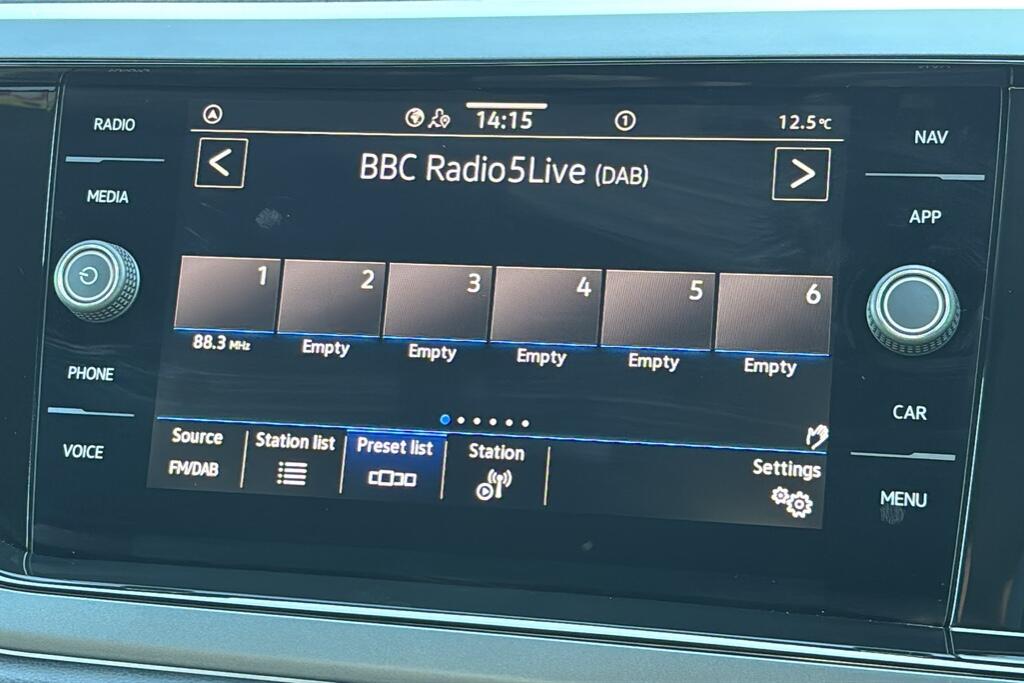 RADIO
MEDIA
PHONE
VOICE
14:15
1
12.5°C
BBC Radio5Live (DAB)
1
2
3
4
5
6
88.3 MHz
Empty
Empty
Empty
Empty
Empty
Source
FM/DAB
Station list
Preset list
Station
Settings
NAV
APP
CAR
MENU